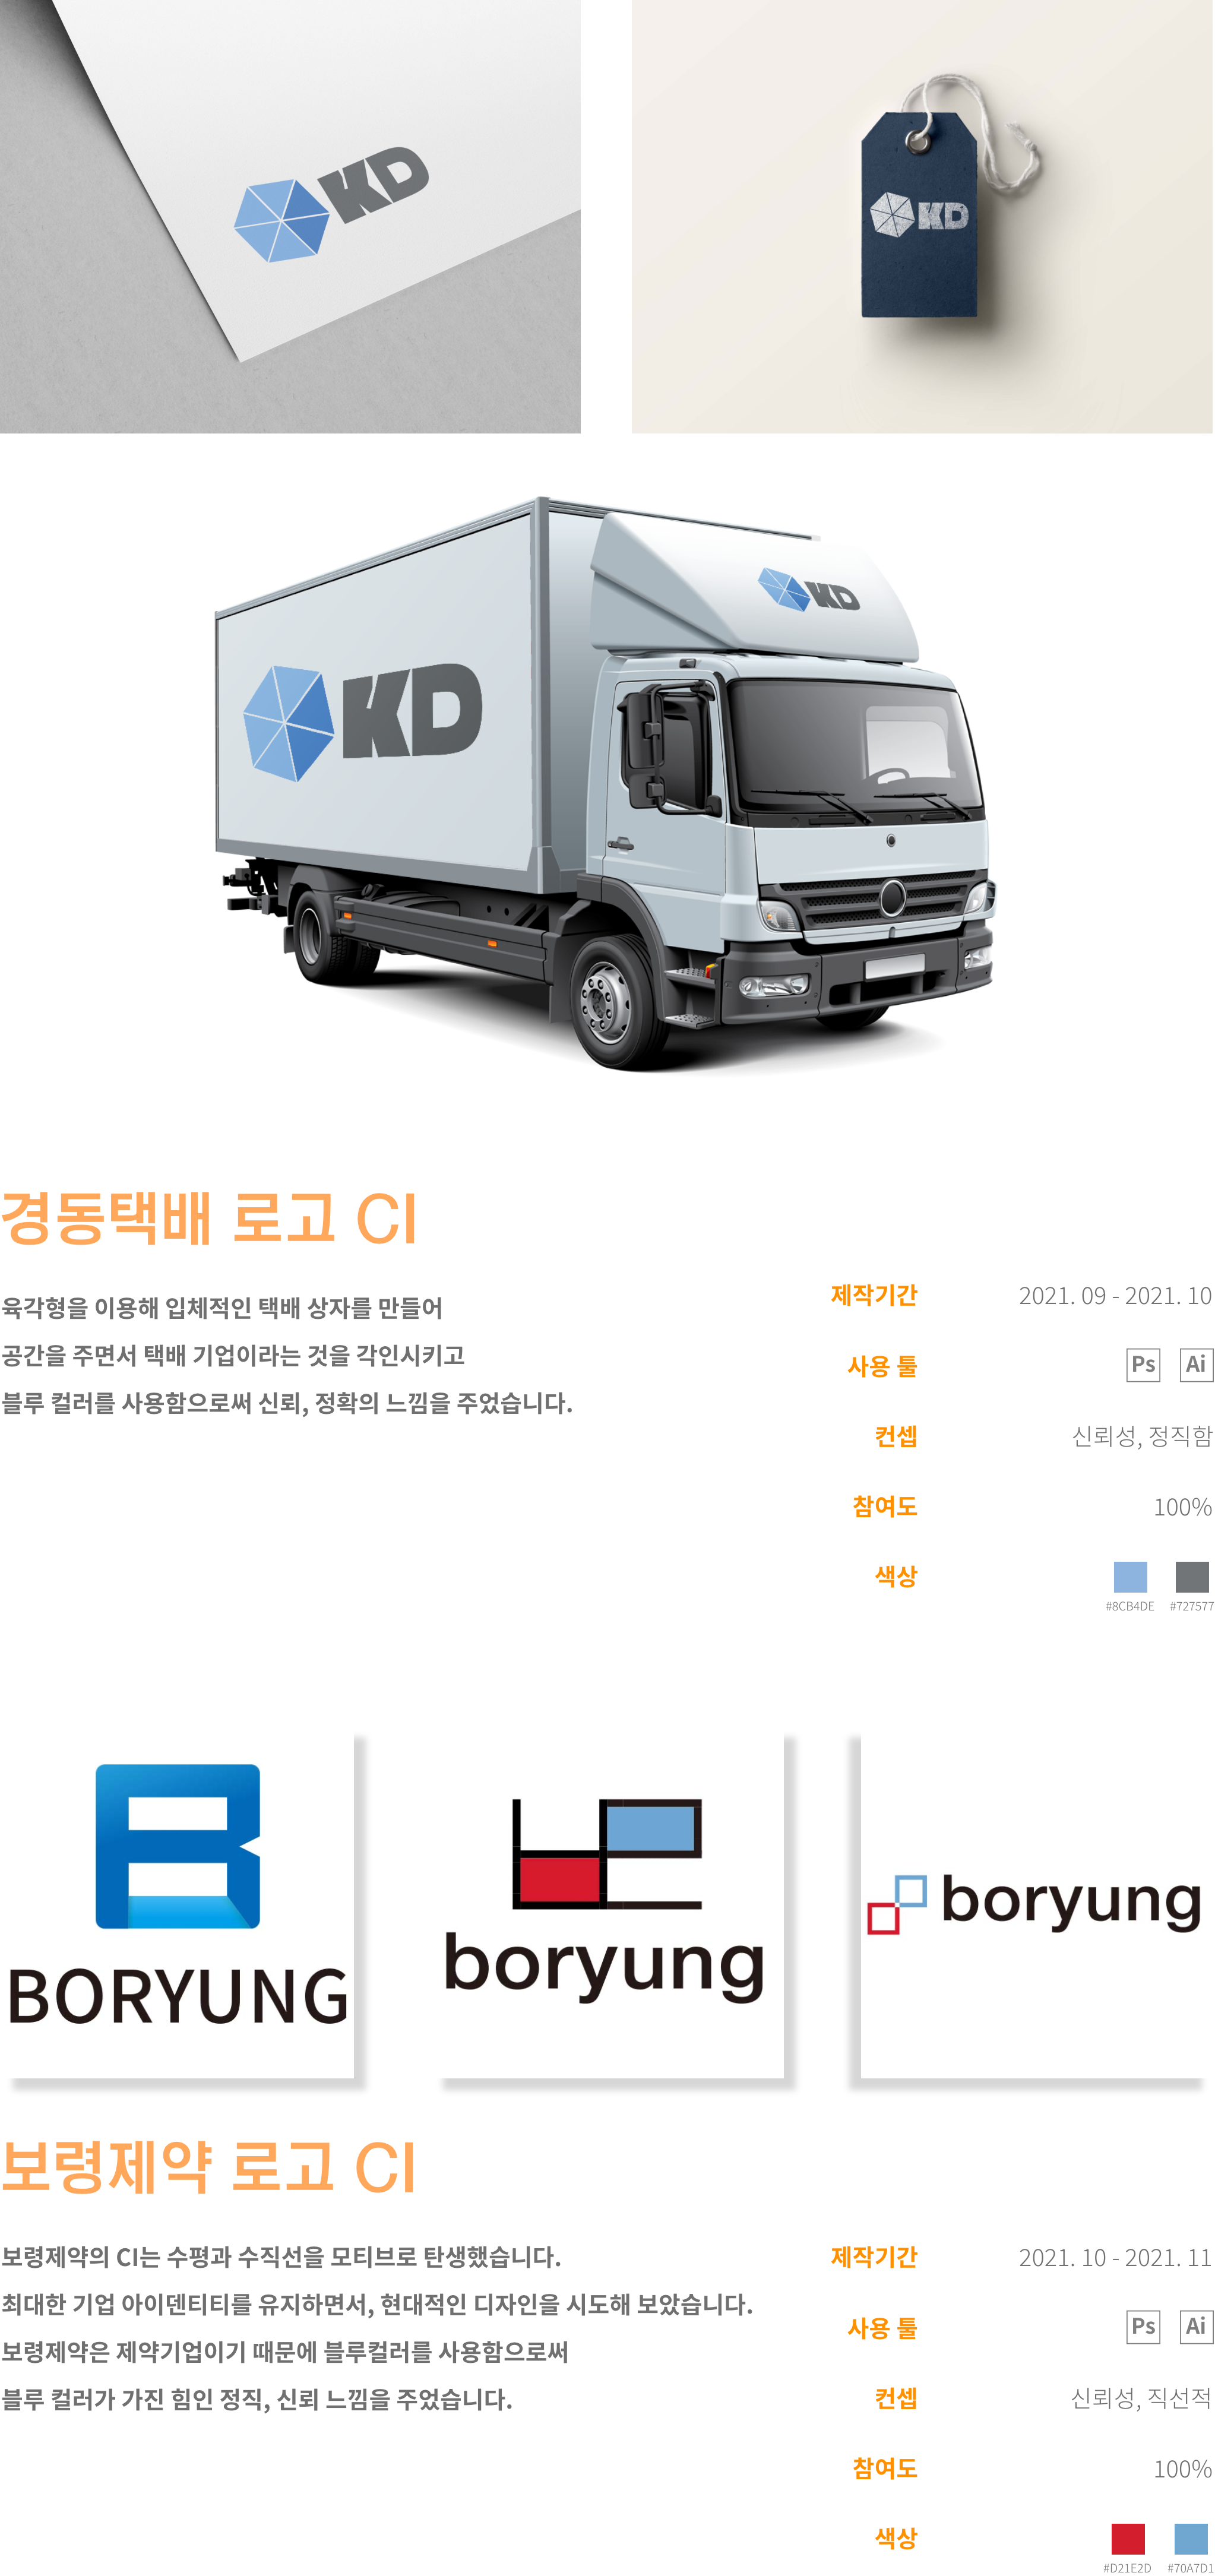 KD
KD
KD
KD
경동택배 로고 CI
육각형을 이용해 입체적인 택배 상자를 만들어
공간을 주면서 택배 기업이라는 것을 각인시키고
블루 컬러를 사용함으로써 신뢰, 정확의 느낌을 주었습니다.
제작기간 2021. 09 - 2021. 10
사용 툴 Ps Ai
컨셉 신뢰성, 정직함
참여도 100%
색상
#8CB4DE #727577
BORYUNG
boryung
boryung
보령제약 로고 CI
보령제약의 CI는 수평과 수직선을 모티브로 탄생했습니다.
최대한 기업 아이덴티티를 유지하면서, 현대적인 디자인을 시도해 보았습니다.
보령제약은 제약기업이기 때문에 블루컬러를 사용함으로써
블루 컬러가 가진 힘인 정직, 신뢰 느낌을 주었습니다.
제작기간 2021. 10 - 2021. 11
사용 툴 Ps Ai
컨셉 신뢰성, 직선적
참여도 100%
색상
#D21E2D #70A7D1